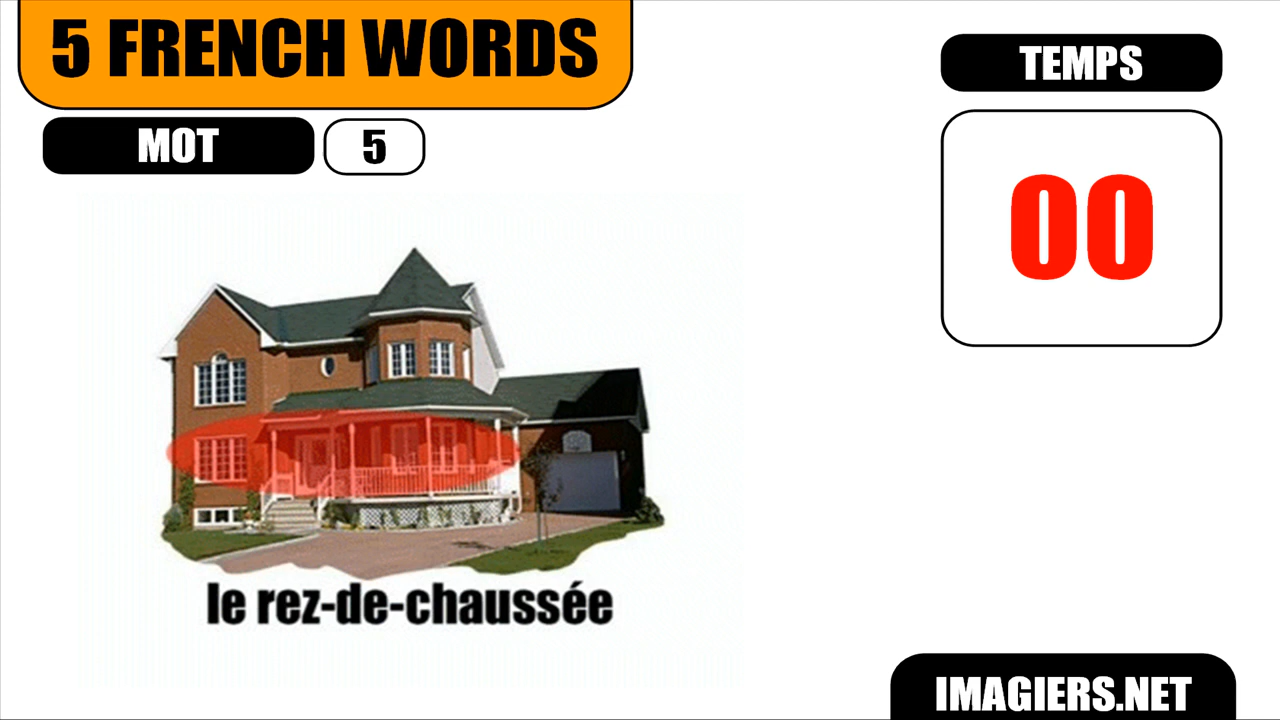 5 FRENCH WORDS
TEMPS
MOT
5
00
le rez-de-chaussée
IMAGIERS.NET